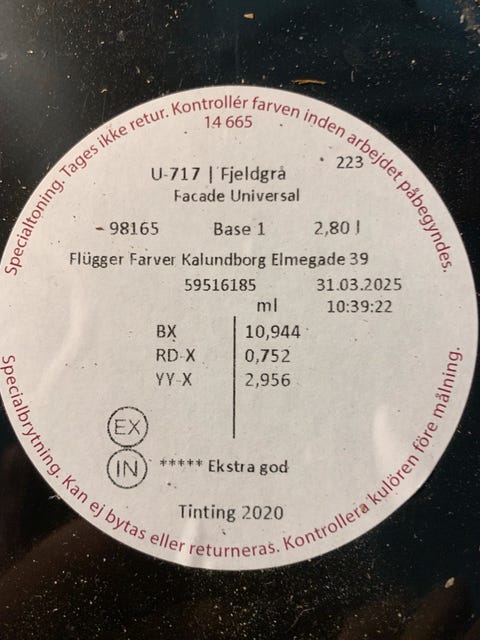 Specialtoning. Tages ikke retur. Kontrollér farven inden arbejdet påbegyndes.
14 665
223
U-717 | Fjeldgrå
Facade Universal
98165 Base 1 2,80 l
Flügger Farver Kalundborg Elmegade 39
59516185 31.03.2025
ml 10:39:22
BX 10,944
RD-X 0,752
YY-X 2,956
EX
IN ***** Ekstra god
Tinting 2020
Specialbrytning. Kan ej bytas eller returneras. Kontrollera kulören före målning.